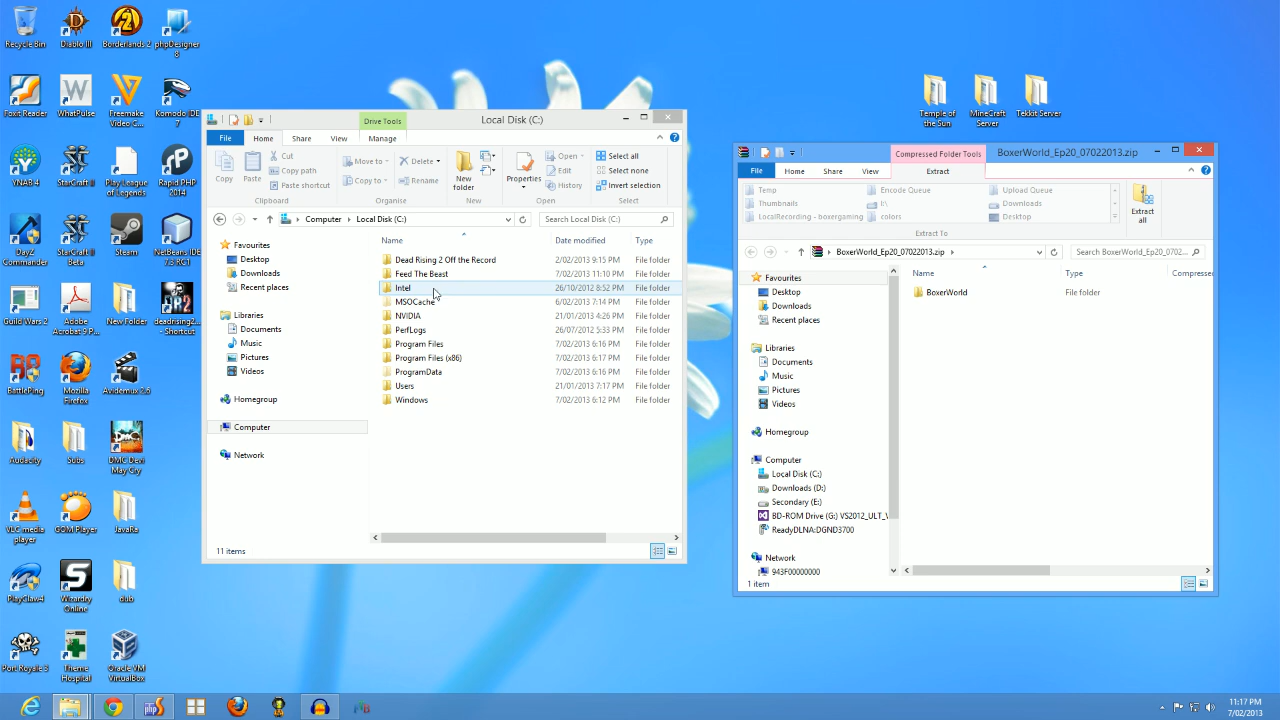 Recycle Bin
Diablo III
Borderlands 2
phpDesigner 8
Foxit Reader
WhatPulse
Freemake Video C...
Komodo IDE 7
VNAB 4
StarCraft II
Play League of Legends
Rapid PHP 2014
DayZ Commander
StarCraft II Beta
Steam
NetBeans IDE 7.3 RC1
Guild Wars 2
Adobe Acrobat 9 P...
New Folder
deadrising2... - Shortcut
BattlePing
Mozilla Firefox
Avidemux 2.6
Audacity
Subs
DMC Devil May Cry
VLC media player
GOM Player
JavaRa
PlayClaw4
Wizardry Online
dub
Port Royale 3
Theme Hospital
Oracle VM VirtualBox
Temple of the Sun
MineCraft Server
Tekkit Server
Drive Tools
Local Disk (C:)
File
Home
Share
View
Manage
Copy
Paste
Cut
Copy path
Paste shortcut
Clipboard
Move to
Copy to
Delete
Rename
Organise
New folder
New
Properties
Open
Edit
History
Open
Select all
Select none
Invert selection
Select
Computer
Local Disk (C:)
Search Local Disk (C:)
Favourites
Desktop
Downloads
Recent places
Libraries
Documents
Music
Pictures
Videos
Homegroup
Computer
Network
Name Date modified Type
Dead Rising 2 Off the Record 2/02/2013 9:15 PM File folder
Feed The Beast 7/02/2013 11:10 PM File folder
Intel 26/10/2012 8:52 PM File folder
MSOCache 6/02/2013 7:14 PM File folder
NVIDIA 21/01/2013 4:26 PM File folder
PerfLogs 26/07/2012 5:33 PM File folder
Program Files 7/02/2013 6:16 PM File folder
Program Files (x86) 7/02/2013 6:17 PM File folder
ProgramData 7/02/2013 6:16 PM File folder
Users 21/01/2013 7:17 PM File folder
Windows 7/02/2013 6:12 PM File folder
11 items
Compressed Folder Tools
BoxerWorld_Ep20_07022013.zip
File
Home
Share
View
Extract
Temp
Encode Queue
Upload Queue
Thumbnails
I:\
Downloads
LocalRecording - boxergaming
colors
Desktop
Extract To
Extract all
BoxerWorld_Ep20_07022013.zip
Search BoxerWorld_Ep20_0702...
Favourites
Desktop
Downloads
Recent places
Libraries
Documents
Music
Pictures
Videos
Homegroup
Computer
Local Disk (C:)
Downloads (D:)
Secondary (E:)
BD-ROM Drive (G:) VS2012_ULT_
ReadyDLNA:DGND3700
Network
943F00000000
Name Type Compressed
BoxerWorld File folder
1 item
11:17 PM
7/02/2013